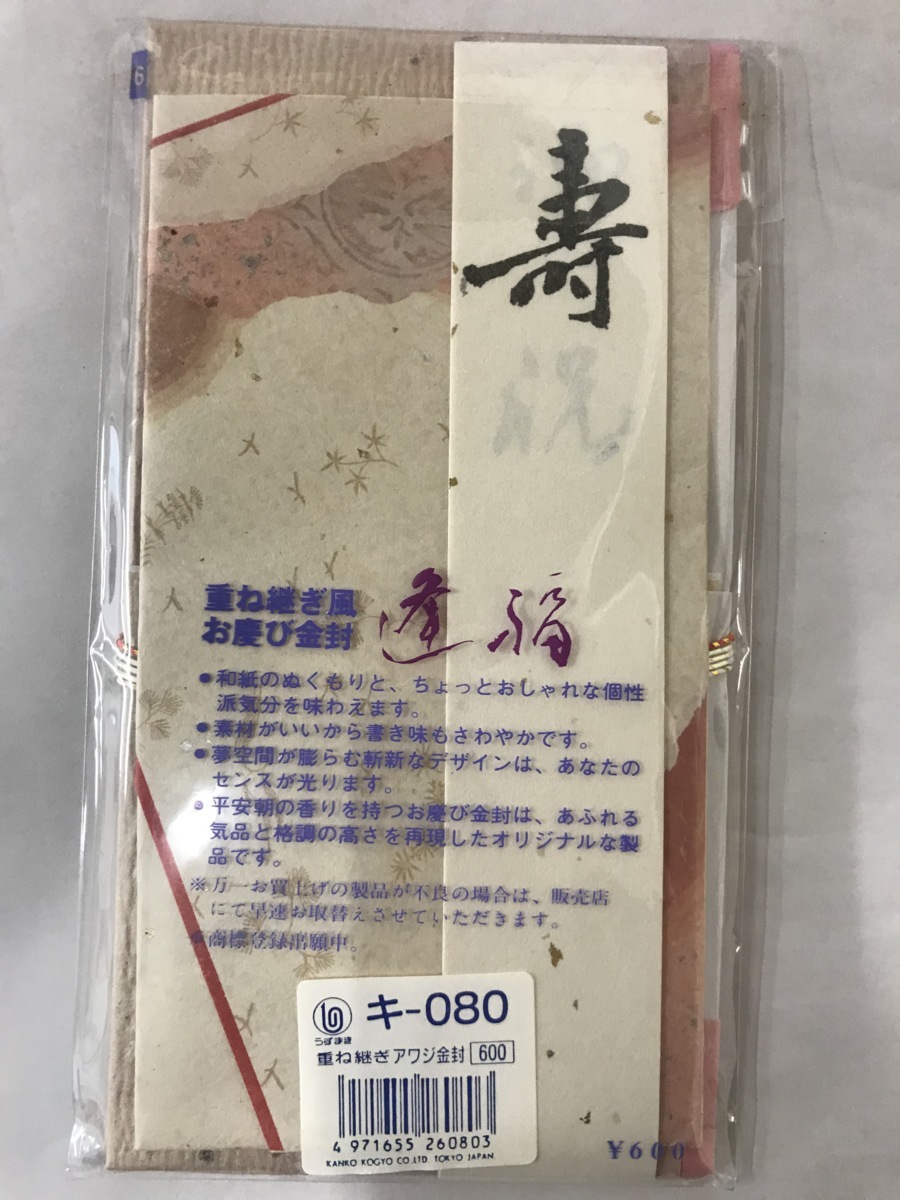 6
寿
祝
重ね継ぎ風
お慶び金封
逢福
●和紙のぬくもりと、ちょっとおしゃれな個性
派気分を味わえます。
●素材がいいから書き味もさわやかです。
●夢空間が膨らむ斬新なデザインは、あなたの
センスが光ります。
●平安朝の香りを持つお慶び金封は、あふれる
気品と格調の高さを再現したオリジナルな製
品です。
※万一お買上げの製品が不良の場合は、販売店
にて早速お取替えさせていただきます。
※商標登録出願中。
うずまき
キ-080
重ね継ぎアワジ金封 600
4 971655 260803
KANKO KOGYO CO.LTD. TOKYO JAPAN.
¥600